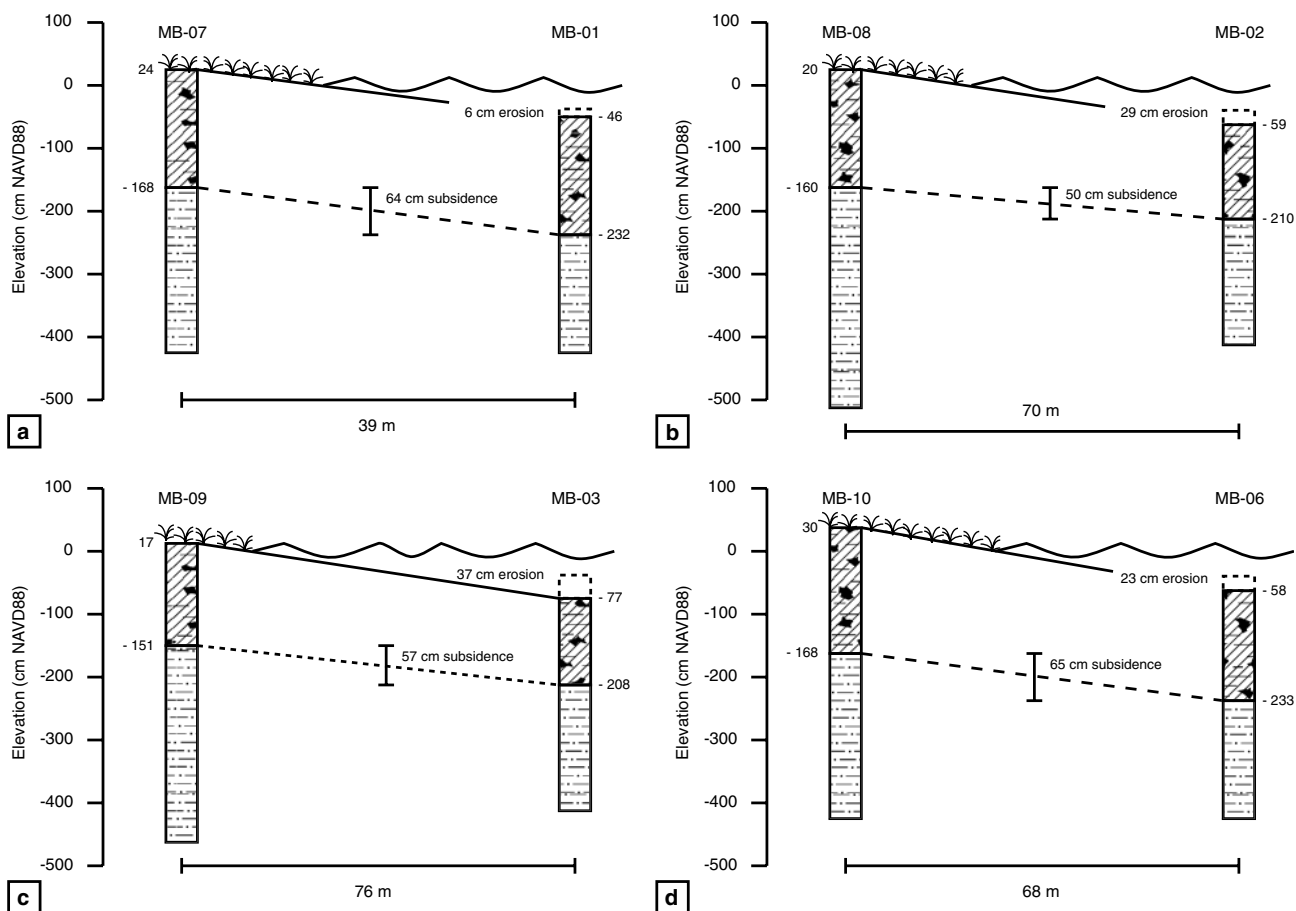 MB-07 MB-01
100
0
-100
-200
-300
-400
-500
Elevation (cm NAVD88)
24
- 168
6 cm erosion
- 46
64 cm subsidence
- 232
39 m
a
MB-08 MB-02
100
0
-100
-200
-300
-400
-500
Elevation (cm NAVD88)
20
- 160
29 cm erosion
- 59
50 cm subsidence
- 210
70 m
b
MB-09 MB-03
100
0
-100
-200
-300
-400
-500
Elevation (cm NAVD88)
17
- 151
37 cm erosion
- 77
57 cm subsidence
- 208
76 m
c
MB-10 MB-06
100
0
-100
-200
-300
-400
-500
Elevation (cm NAVD88)
30
- 168
23 cm erosion
- 58
65 cm subsidence
- 233
68 m
d